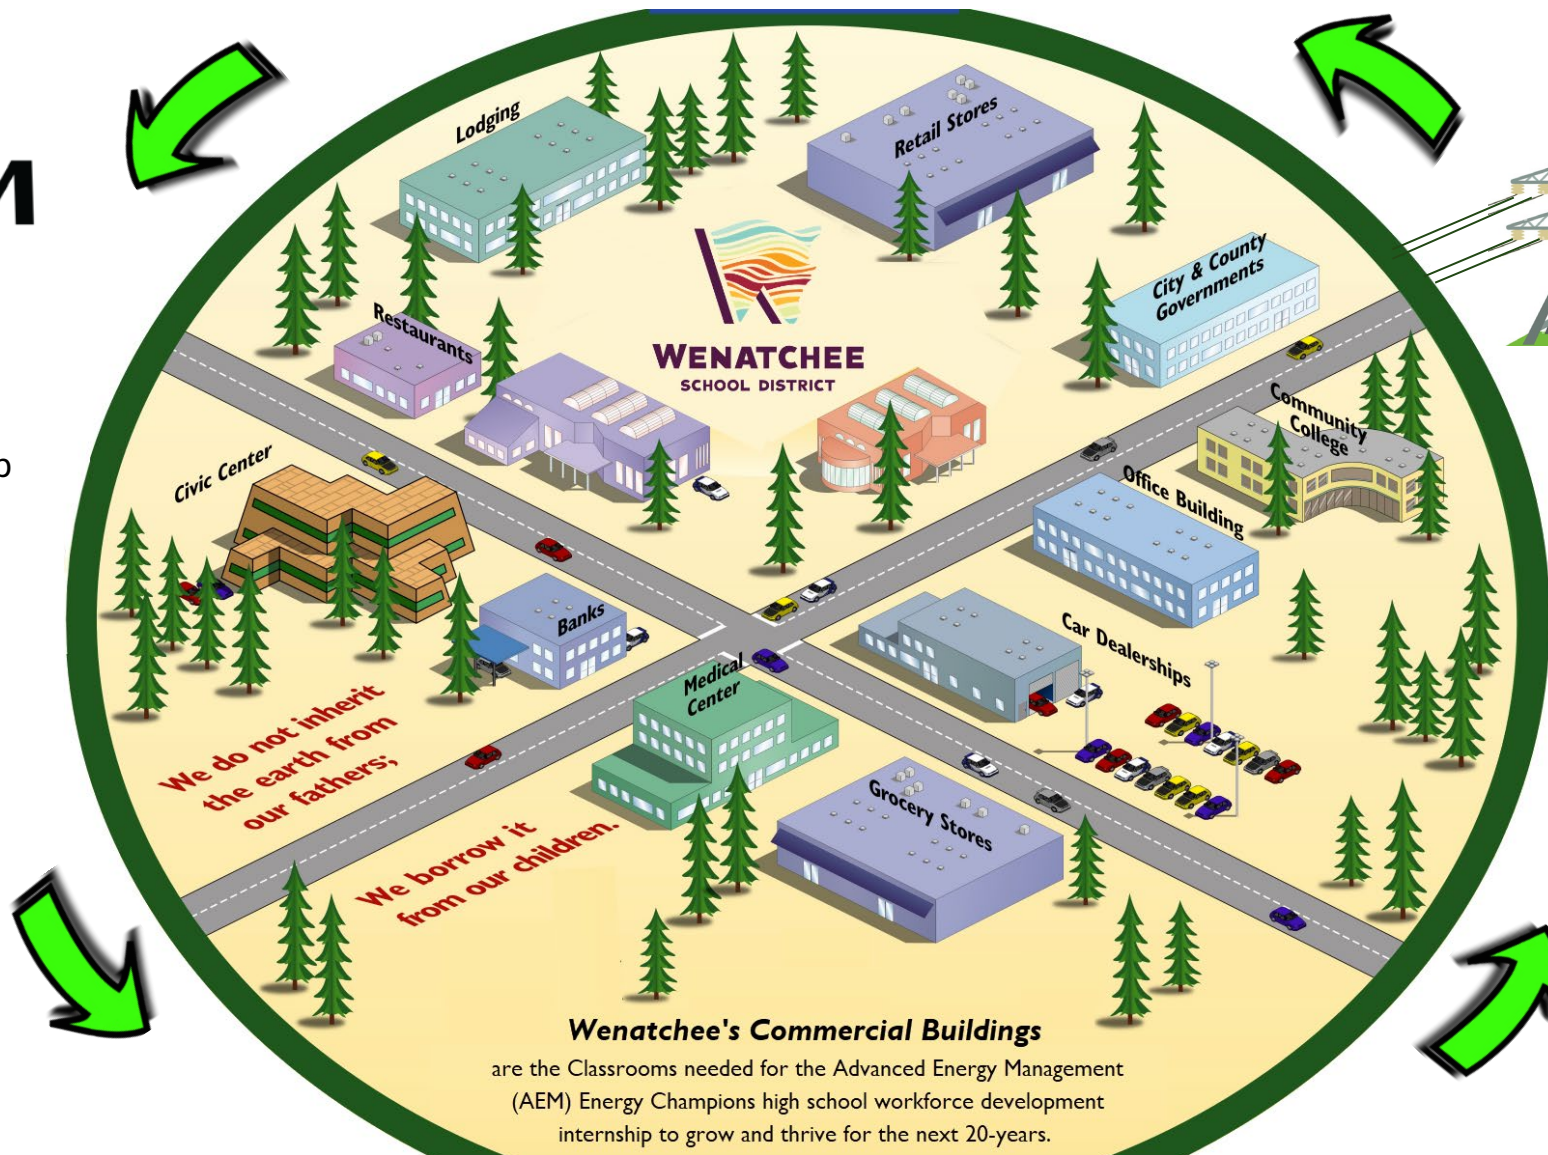 M
p
Lodging
Retail Stores
City & County
Governments
Restaurants
WENATCHEE
SCHOOL DISTRICT
Community
College
Civic Center
Office Building
Banks
Car Dealerships
Medical
Center
We do not inherit
the earth from
our fathers;
Grocery Stores
We borrow it
from our children.
Wenatchee's Commercial Buildings
are the Classrooms needed for the Advanced Energy Management
(AEM) Energy Champions high school workforce development
internship to grow and thrive for the next 20-years.